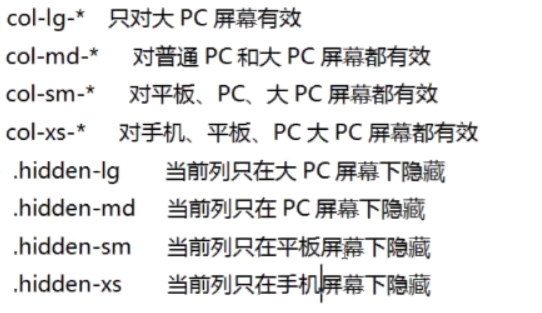 col-lg-* 只对大 PC 屏幕有效
col-md-* 对普通 PC 和大 PC 屏幕都有效
col-sm-* 对平板、PC、大 PC 屏幕都有效
col-xs-* 对手机、平板、PC 大 PC 屏幕都有效
.hidden-lg 当前列只在大 PC 屏幕下隐藏
.hidden-md 当前列只在 PC 屏幕下隐藏
.hidden-sm 当前列只在平板屏幕下隐藏
.hidden-xs 当前列只在手机屏幕下隐藏